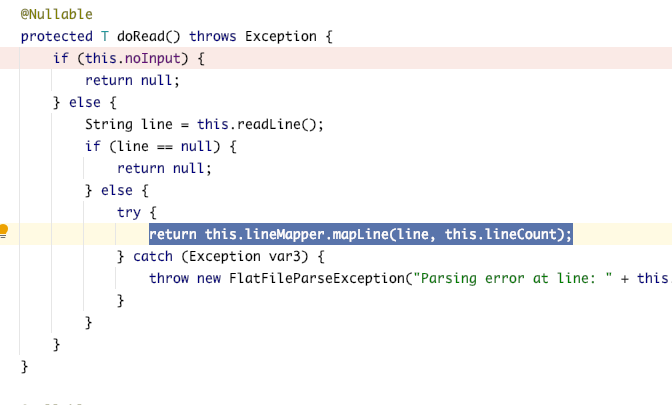 @Nullable
protected T doRead() throws Exception {
    if (this.noInput) {
        return null;
    } else {
        String line = this.readLine();
        if (line == null) {
            return null;
        } else {
            try {
                return this.lineMapper.mapLine(line, this.lineCount);
            } catch (Exception var3) {
                throw new FlatFileParseException("Parsing error at line: " + this
            }
        }
    }
}